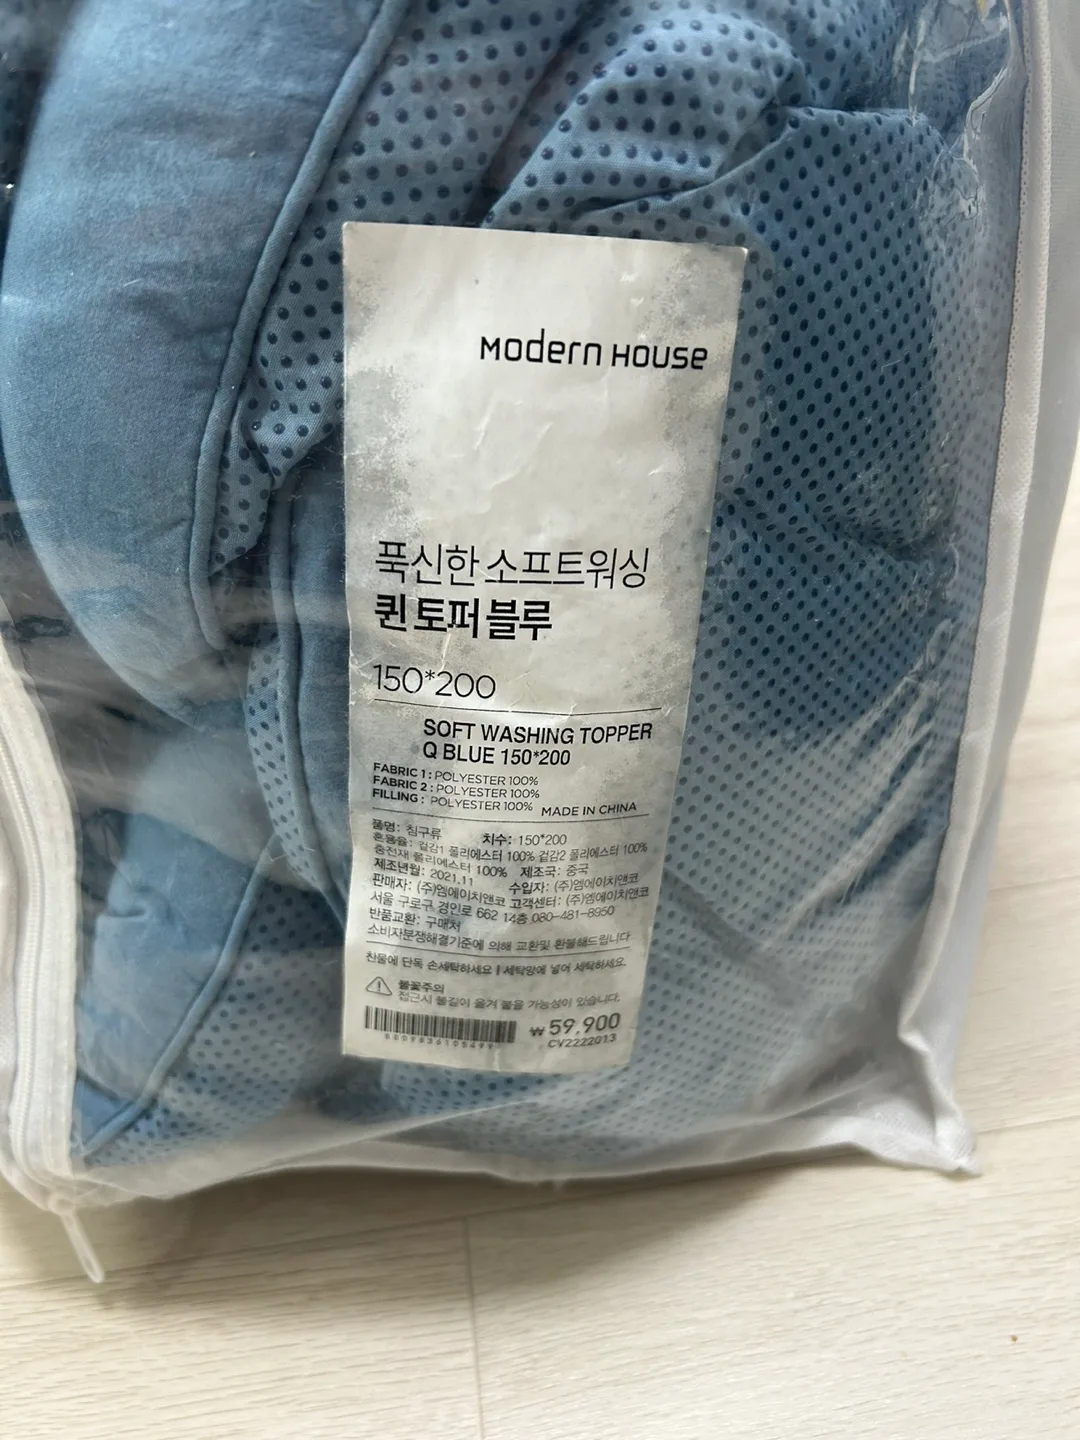 MODERN HOUSE
푹신한 소프트워싱
퀸 토퍼 블루
150*200
SOFT WASHING TOPPER
Q BLUE 150*200
FABRIC 1 : POLYESTER 100%
FABRIC 2 : POLYESTER 100%
FILLING : POLYESTER 100% MADE IN CHINA
품명: 침구류 치수: 150*200
혼용율: 겉감1 폴리에스터 100% 겉감2 폴리에스터 100%
충전재 폴리에스터 100% 제조국: 중국
제조년월: 2021.11 수입자: (주)엠에이치앤코
판매자: (주)엠에이치앤코 고객센터: (주)엠에이치앤코
서울 구로구 경인로 662 14층 080-481-8950
반품교환: 구매처
소비자분쟁해결기준에 의해 교환및 환불해드립니다
찬물에 단독 손세탁하세요 | 세탁망에 넣어 세탁하세요.
불꽃주의
접근시 불길이 옮겨 붙을 가능성이 있습니다.
₩ 59,900
CV2222013